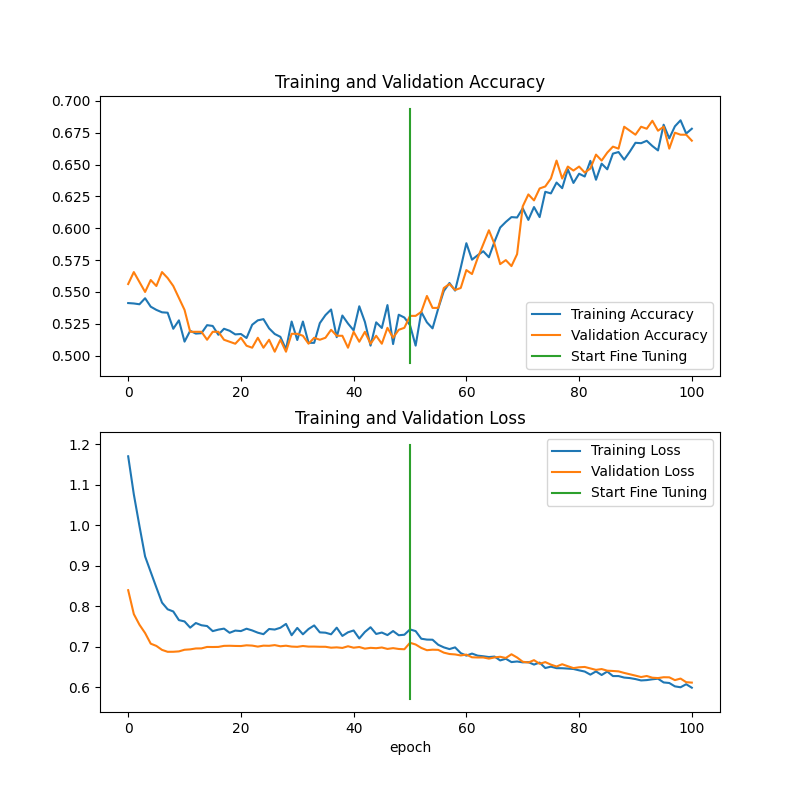 Training and Validation Accuracy
0.700
0.675
0.650
0.625
0.600
0.575
0.550
0.525
0.500
Training Accuracy
Validation Accuracy
Start Fine Tuning
0 20 40 60 80 100
Training and Validation Loss
1.2
1.1
1.0
0.9
0.8
0.7
0.6
Training Loss
Validation Loss
Start Fine Tuning
0 20 40 60 80 100
epoch